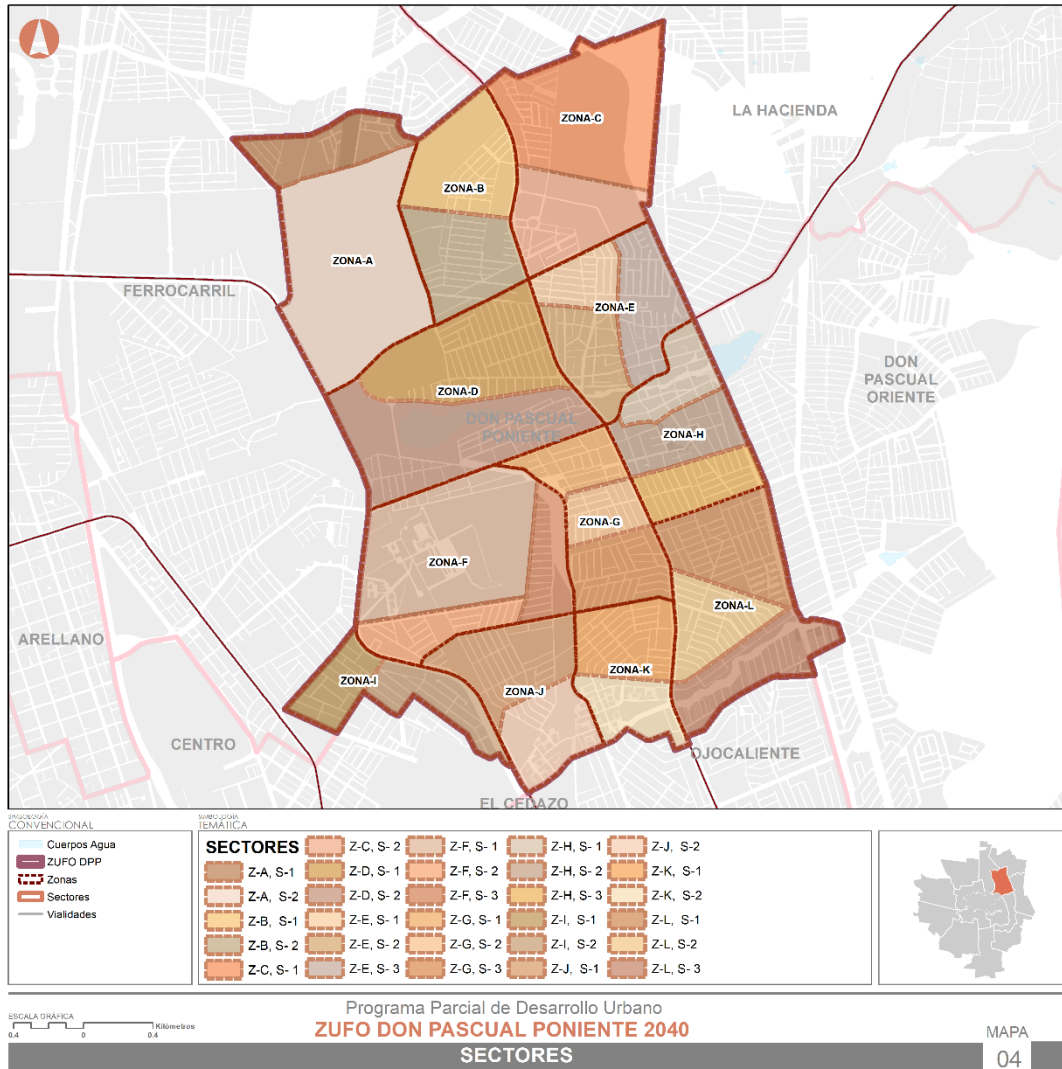 ZONA-C
LA HACIENDA
ZONA-B
ZONA-A
FERROCARRIL
ZONA-E
DON
PASCUAL
ORIENTE
ZONA-D
DON PASCUAL
PONIENTE
ZONA-H
ZONA-G
ZONA-F
ZONA-L
ARELLANO
ZONA-K
ZONA-I
ZONA-J
CENTRO
OJOCALIENTE
EL CEDAZO
SIMBOLOGÍA
CONVENCIONAL
Cuerpos Agua
ZUFO DPP
Zonas
Sectores
Vialidades
SIMBOLOGÍA
TEMÁTICA
SECTORES
Z-A, S-1
Z-A, S-2
Z-B, S-1
Z-B, S- 2
Z-C, S- 1
Z-C, S- 2
Z-D, S- 1
Z-D, S- 2
Z-E, S- 1
Z-E, S- 2
Z-E, S- 3
Z-F, S- 1
Z-F, S- 2
Z-F, S- 3
Z-G, S- 1
Z-G, S- 2
Z-G, S- 3
Z-H, S- 1
Z-H, S- 2
Z-H, S- 3
Z-I, S- 1
Z-I, S- 2
Z-J, S- 1
Z-J, S- 2
Z-K, S- 1
Z-K, S- 2
Z-L, S- 1
Z-L, S- 2
Z-L, S- 3
ESCALA GRÁFICA
Kilómetros
0.4 0 0.4
Programa Parcial de Desarrollo Urbano
ZUFO DON PASCUAL PONIENTE 2040
SECTORES
MAPA
04